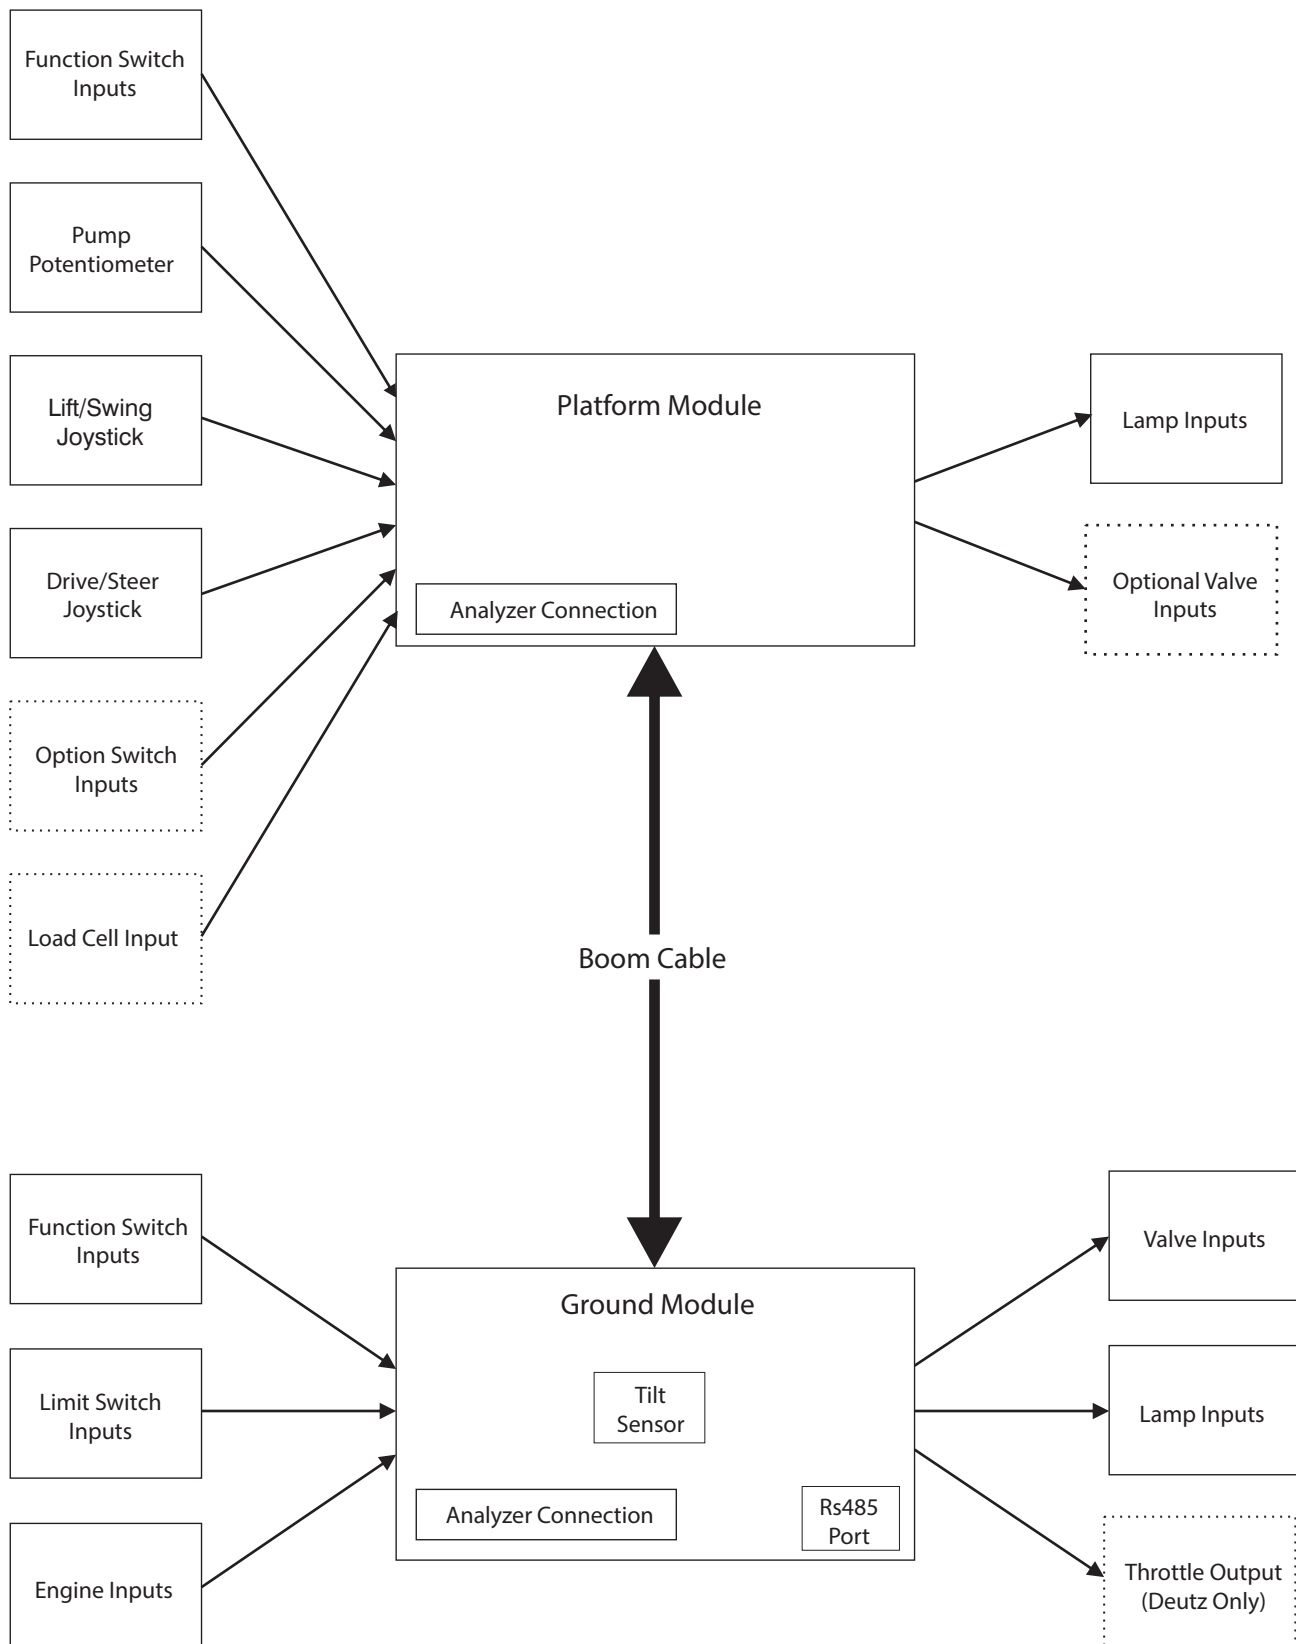 Function Switch
Inputs
Pump
Potentiometer
Lift/Swing
Joystick
Drive/Steer
Joystick
Option Switch
Inputs
Load Cell Input
Platform Module
Analyzer Connection
Lamp Inputs
Optional Valve
Inputs
Boom Cable
Function Switch
Inputs
Limit Switch
Inputs
Engine Inputs
Ground Module
Tilt
Sensor
Analyzer Connection
Rs485
Port
Valve Inputs
Lamp Inputs
Throttle Output
(Deutz Only)